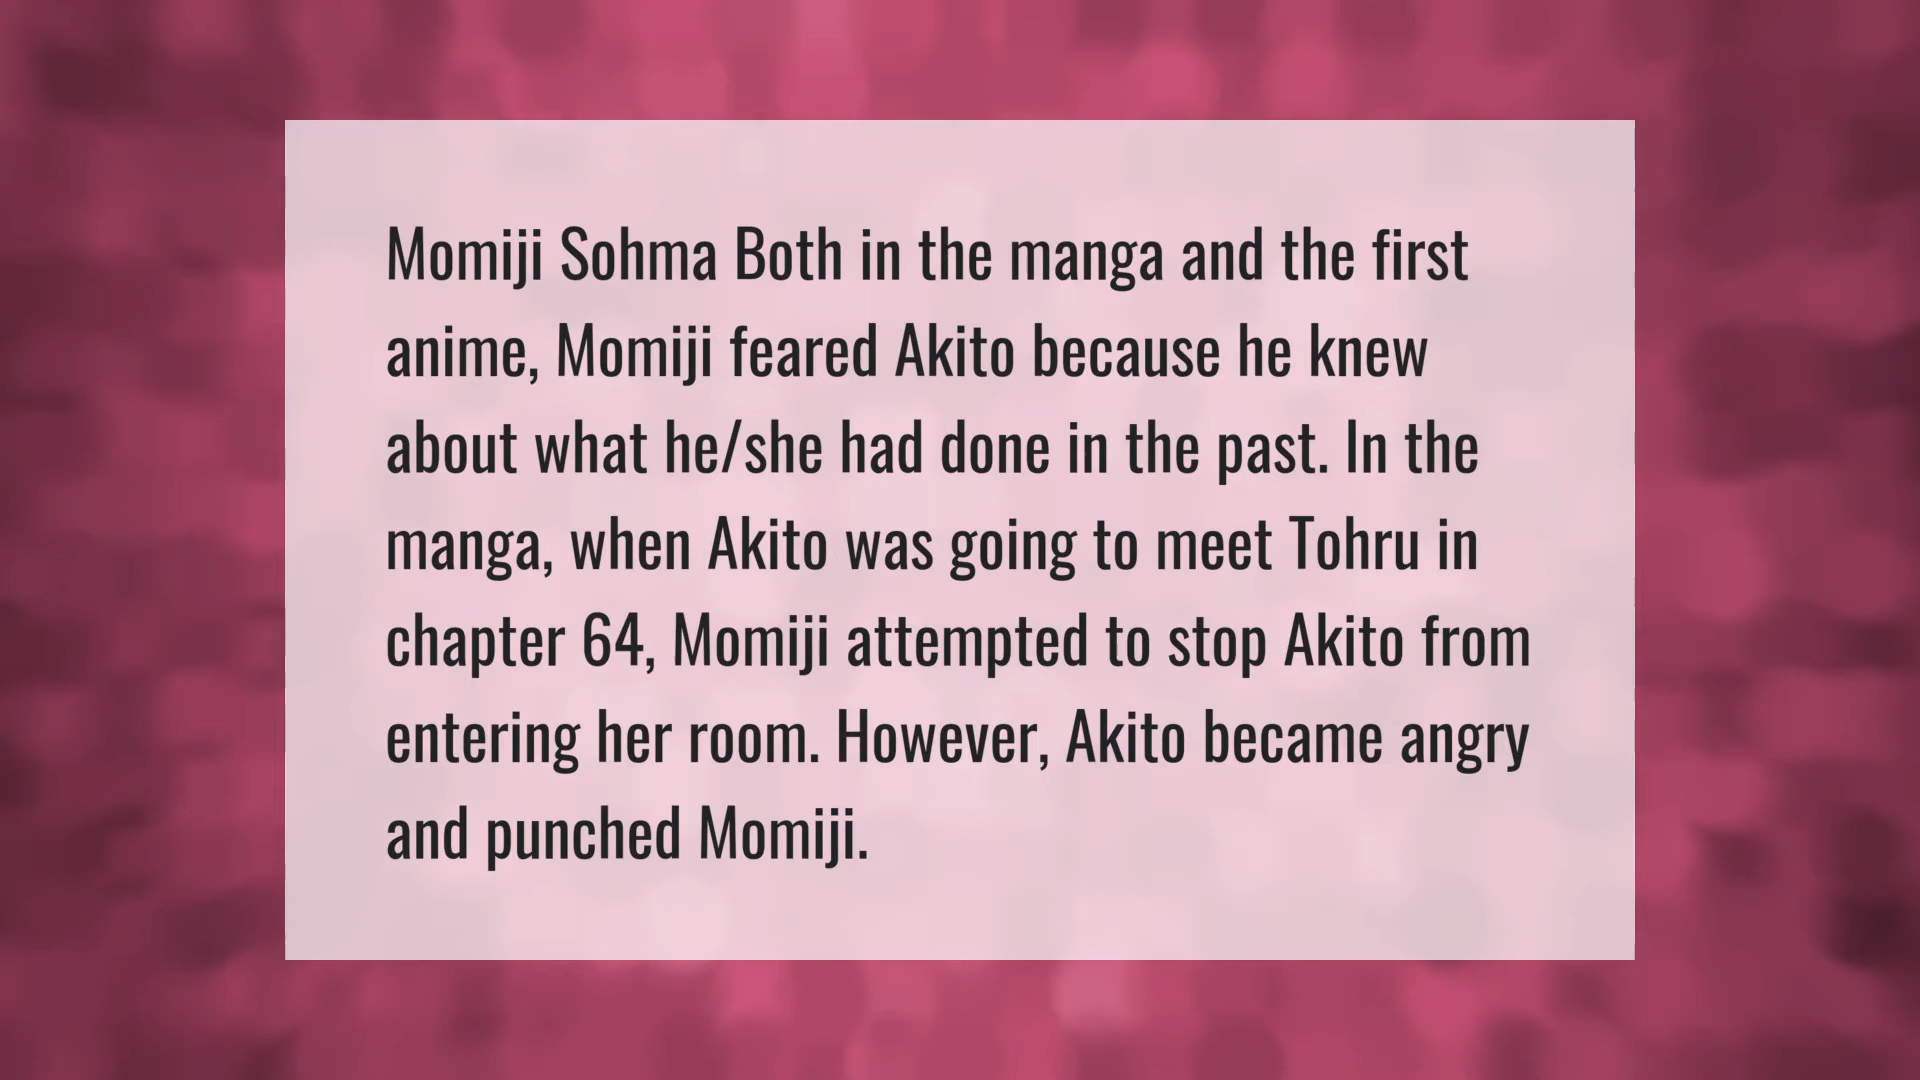 Momiji Sohma Both in the manga and the first
anime, Momiji feared Akito because he knew
about what he/she had done in the past. In the
manga, when Akito was going to meet Tohru in
chapter 64, Momiji attempted to stop Akito from
entering her room. However, Akito became angry
and punched Momiji.